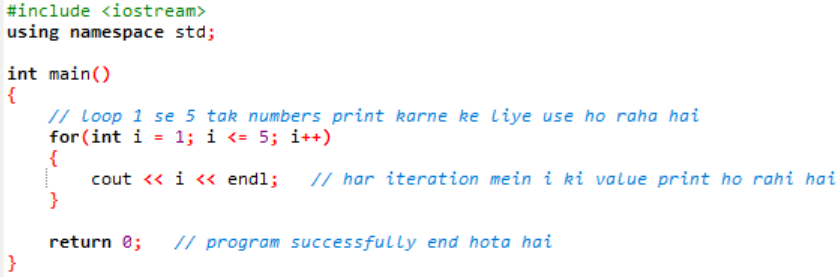 #include <iostream>
using namespace std;
int main()
{
// loop 1 se 5 tak numbers print karne ke liye use ho raha hai
for(int i = 1; i <= 5; i++)
{
cout << i << endl;   // har iteration mein i ki value print ho rahi hai
}
return 0;   // program successfully end hota hai
}